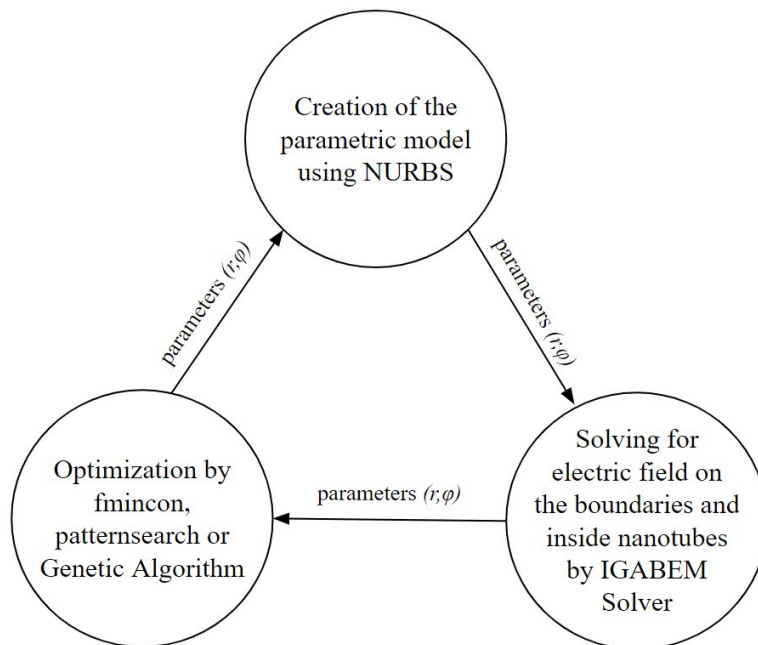 Creation of the
parametric model
using NURBS
parameters (r,φ)
parameters (r,φ)
Solving for
electric field on
the boundaries and
inside nanotubes
by IGABEM
Solver
parameters (r,φ)
Optimization by
fmincon,
patternsearch or
Genetic Algorithm